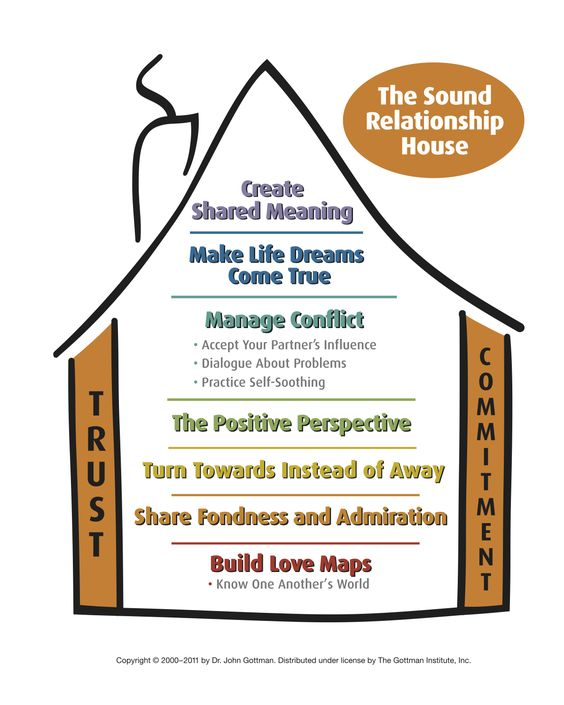 The Sound
Relationship
House
Create
Shared Meaning
Make Life Dreams
Come True
Manage Conflict
• Accept Your Partner's Influence
• Dialogue About Problems
• Practice Self-Soothing
The Positive Perspective
Turn Towards Instead of Away
Share Fondness and Admiration
Build Love Maps
• Know One Another's World
TRUST
COMMITMENT
Copyright © 2000–2011 by Dr. John Gottman. Distributed under license by The Gottman Institute, Inc.